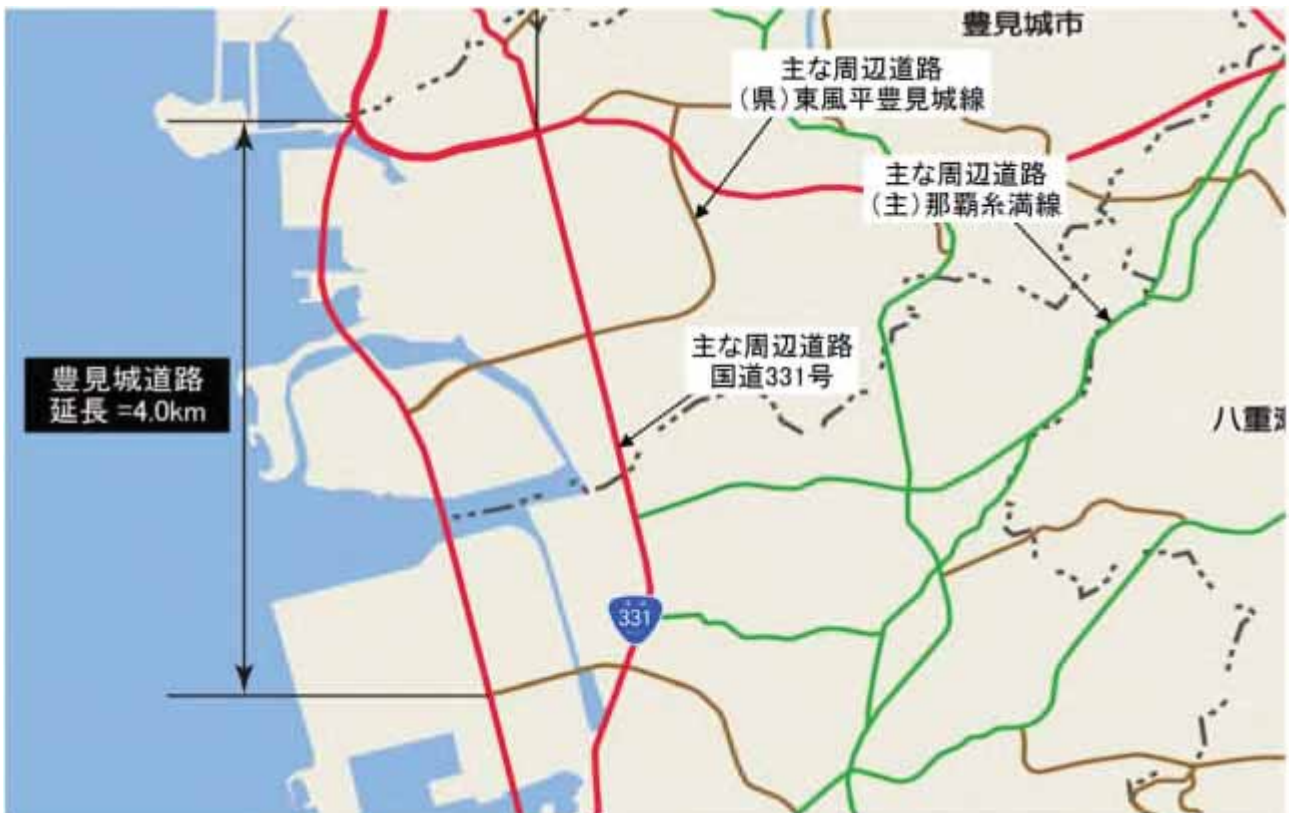 豊見城市
主な周辺道路
(県)東風平豊見城線
主な周辺道路
(主)那覇糸満線
主な周辺道路
国道331号
豊見城道路
延長 =4.0km
八重
331